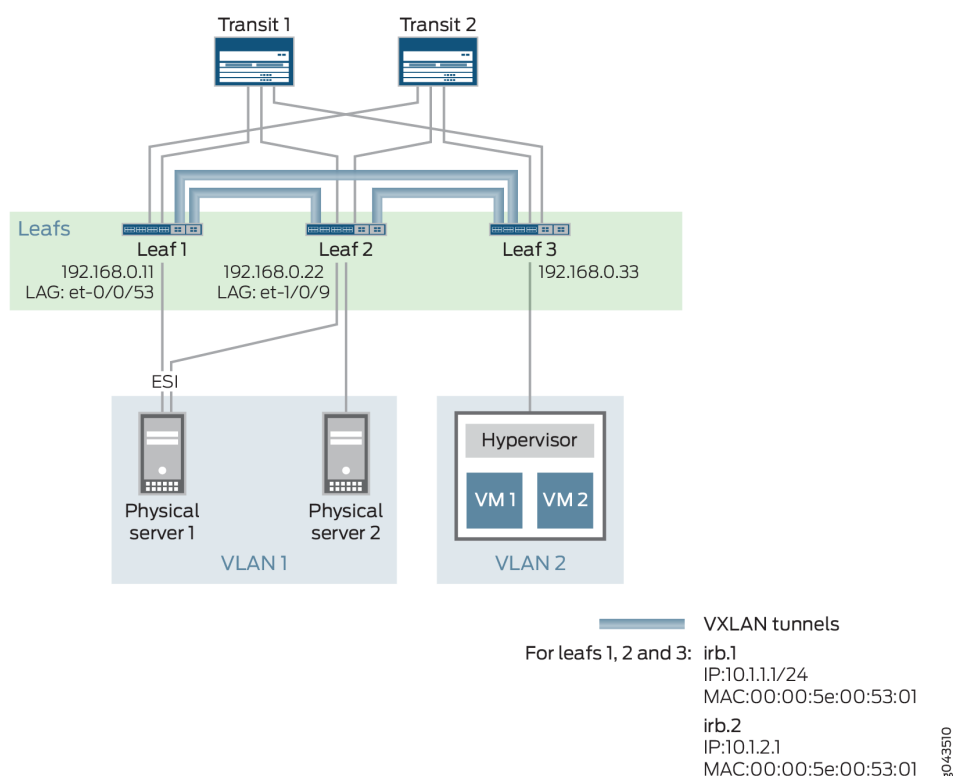 Transit 1
Transit 2
Leafs
Leaf 1
192.168.0.11
LAG: et-0/0/53
Leaf 2
192.168.0.22
LAG: et-1/0/9
Leaf 3
192.168.0.33
ESI
Physical
server 1
Physical
server 2
VLAN 1
Hypervisor
VM 1
VM 2
VLAN 2
VXLAN tunnels
For leafs 1, 2 and 3: irb.1
IP:10.1.1.1/24
MAC:00:00:5e:00:53:01
irb.2
IP:10.1.2.1
MAC:00:00:5e:00:53:01
g043510